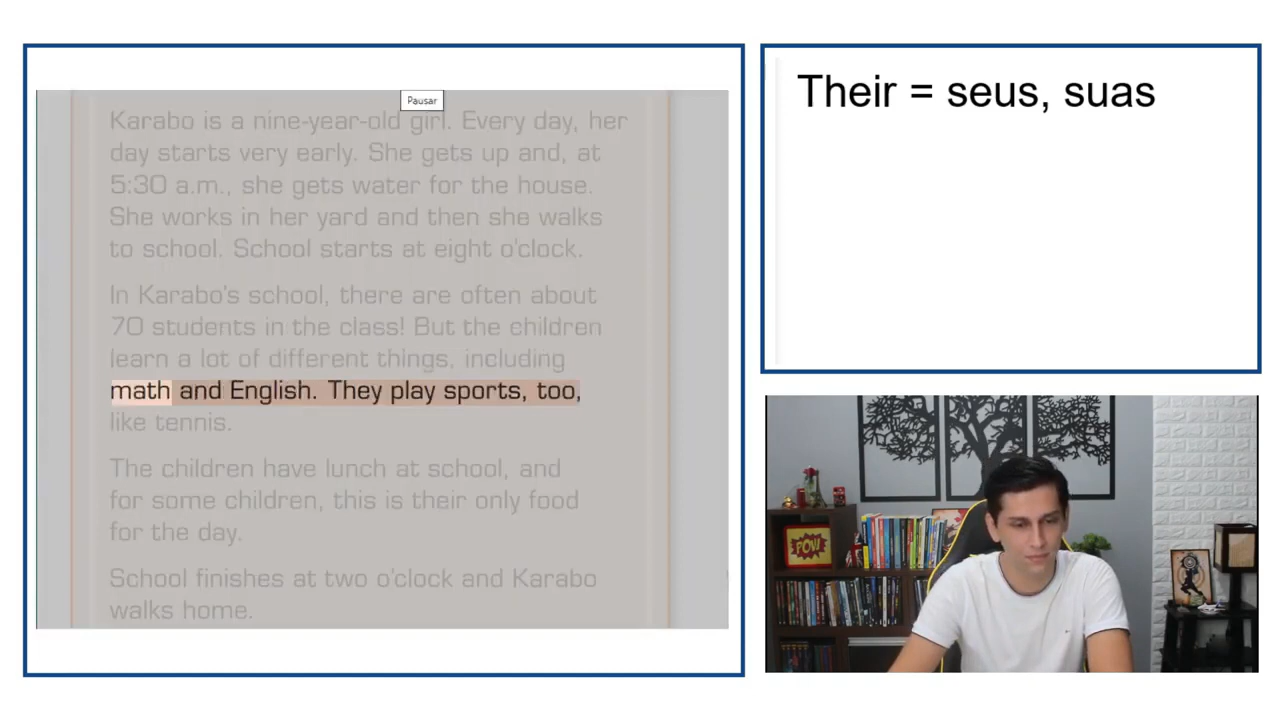 Pausar
Karabo is a nine-year-old girl. Every day, her
day starts very early. She gets up and, at
5:30 a.m., she gets water for the house.
She works in her yard and then she walks
to school. School starts at eight o'clock.
In Karabo's school, there are often about
70 students in the class! But the children
learn a lot of different things, including
math and English. They play sports, too,
like tennis.
The children have lunch at school, and
for some children, this is their only food
for the day.
School finishes at two o'clock and Karabo
walks home.
Their = seus, suas
POW!